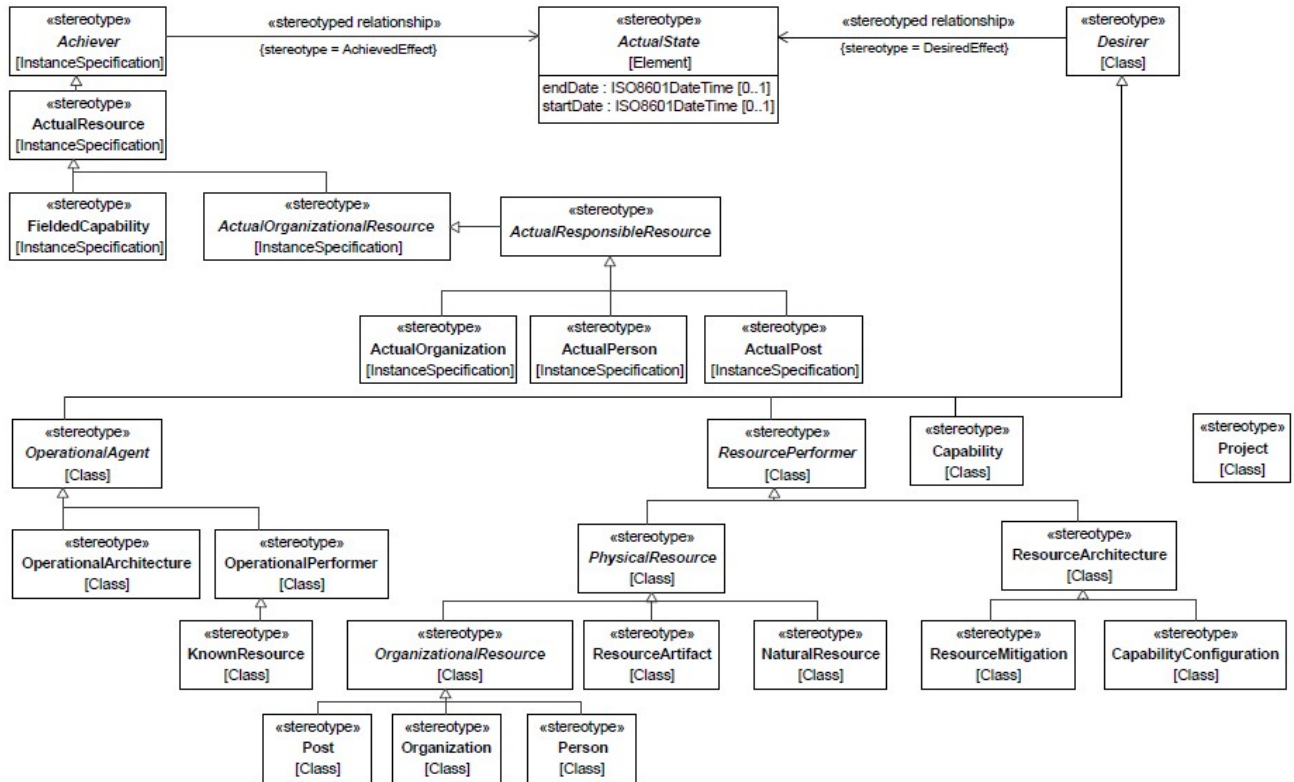 «stereotype»
Achiever
[InstanceSpecification]
«stereotyped relationship»
{stereotype = AchievedEffect}
«stereotype»
ActualState
[Element]
endDate : ISO8601DateTime [0..1]
startDate : ISO8601DateTime [0..1]
«stereotyped relationship»
{stereotype = DesiredEffect}
«stereotype»
Desirer
[Class]
«stereotype»
ActualResource
[InstanceSpecification]
«stereotype»
FieldedCapability
[InstanceSpecification]
«stereotype»
ActualOrganizationalResource
[InstanceSpecification]
«stereotype»
ActualResponsibleResource
«stereotype»
ActualOrganization
[InstanceSpecification]
«stereotype»
ActualPerson
[InstanceSpecification]
«stereotype»
ActualPost
[InstanceSpecification]
«stereotype»
OperationalAgent
[Class]
«stereotype»
ResourcePerformer
[Class]
«stereotype»
Capability
[Class]
«stereotype»
Project
[Class]
«stereotype»
OperationalArchitecture
[Class]
«stereotype»
OperationalPerformer
[Class]
«stereotype»
PhysicalResource
[Class]
«stereotype»
ResourceArchitecture
[Class]
«stereotype»
KnownResource
[Class]
«stereotype»
OrganizationalResource
[Class]
«stereotype»
ResourceArtifact
[Class]
«stereotype»
NaturalResource
[Class]
«stereotype»
ResourceMitigation
[Class]
«stereotype»
CapabilityConfiguration
[Class]
«stereotype»
Post
[Class]
«stereotype»
Organization
[Class]
«stereotype»
Person
[Class]